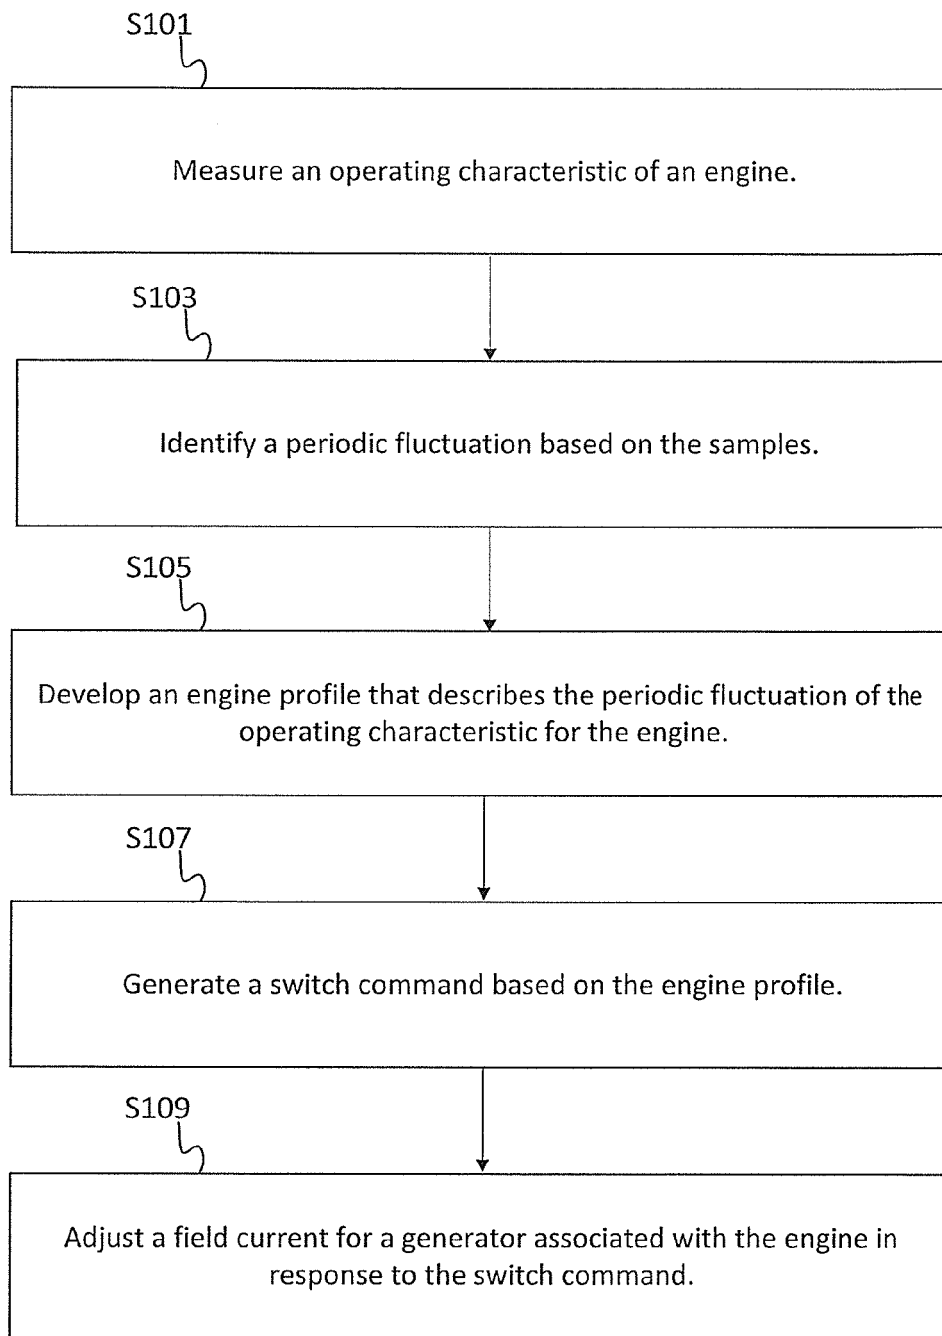 S101
Measure an operating characteristic of an engine.
S103
Identify a periodic fluctuation based on the samples.
S105
Develop an engine profile that describes the periodic fluctuation of the
operating characteristic for the engine.
S107
Generate a switch command based on the engine profile.
S109
Adjust a field current for a generator associated with the engine in
response to the switch command.